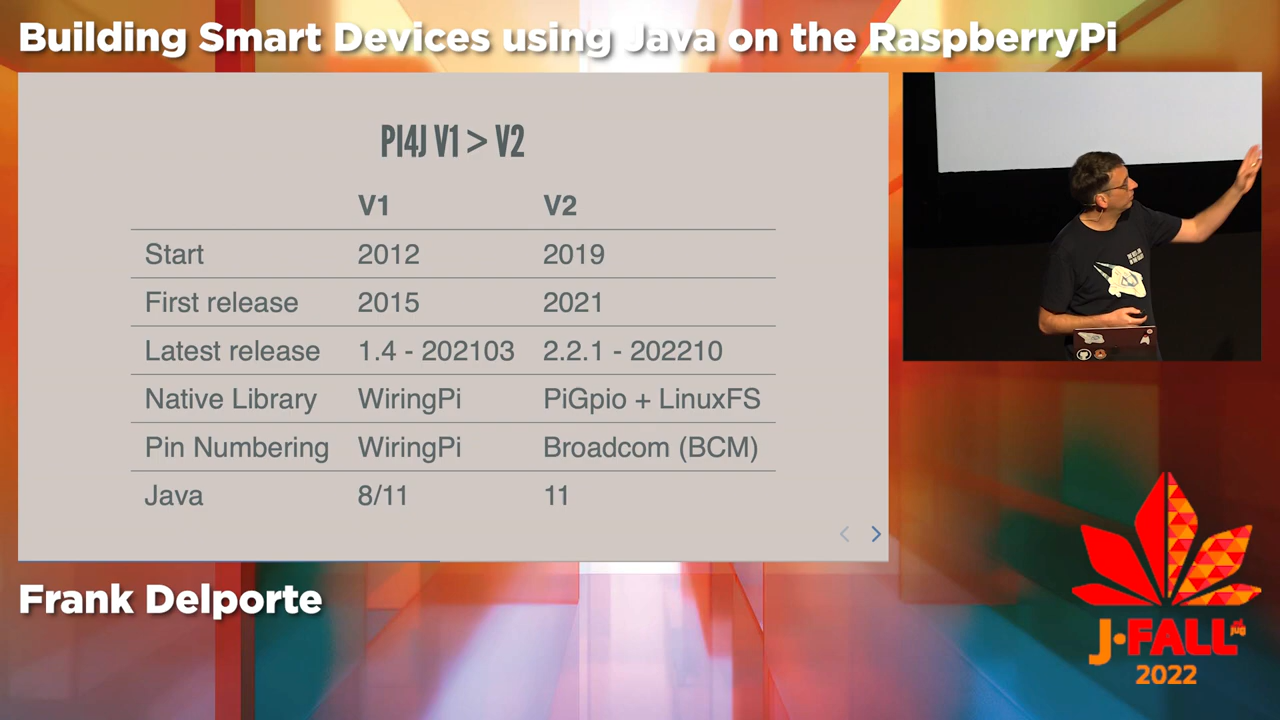 Building Smart Devices using Java on the RaspberryPi
PI4J V1 > V2
V1 V2
Start 2012 2019
First release 2015 2021
Latest release 1.4 - 202103 2.2.1 - 202210
Native Library WiringPi PiGpio + LinuxFS
Pin Numbering WiringPi Broadcom (BCM)
Java 8/11 11
Frank Delporte
J-FALL
2022